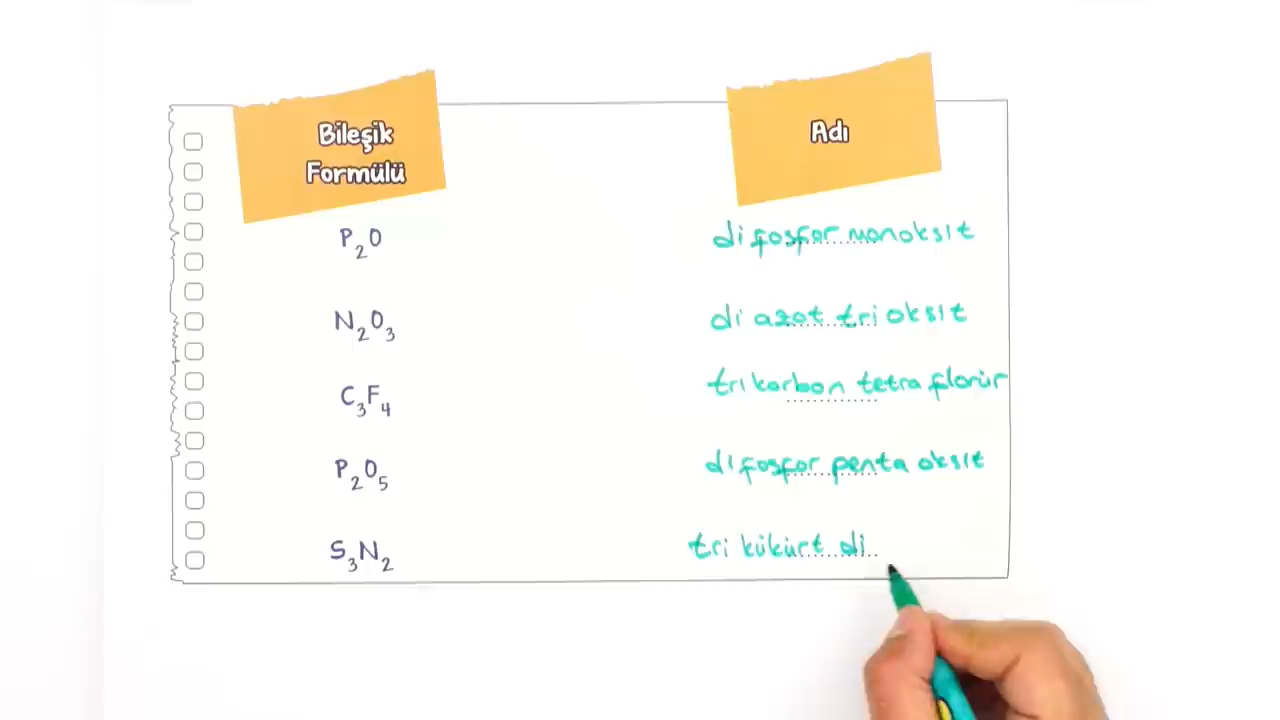 Bileşik
Formülü
Adı
P₂O
di fosfor monoksit
N₂O₃
di azot tri oksit
C₃F₄
tri karbon tetra florür
P₂O₅
di fosfor penta oksit
S₃N₂
tri kükürt di